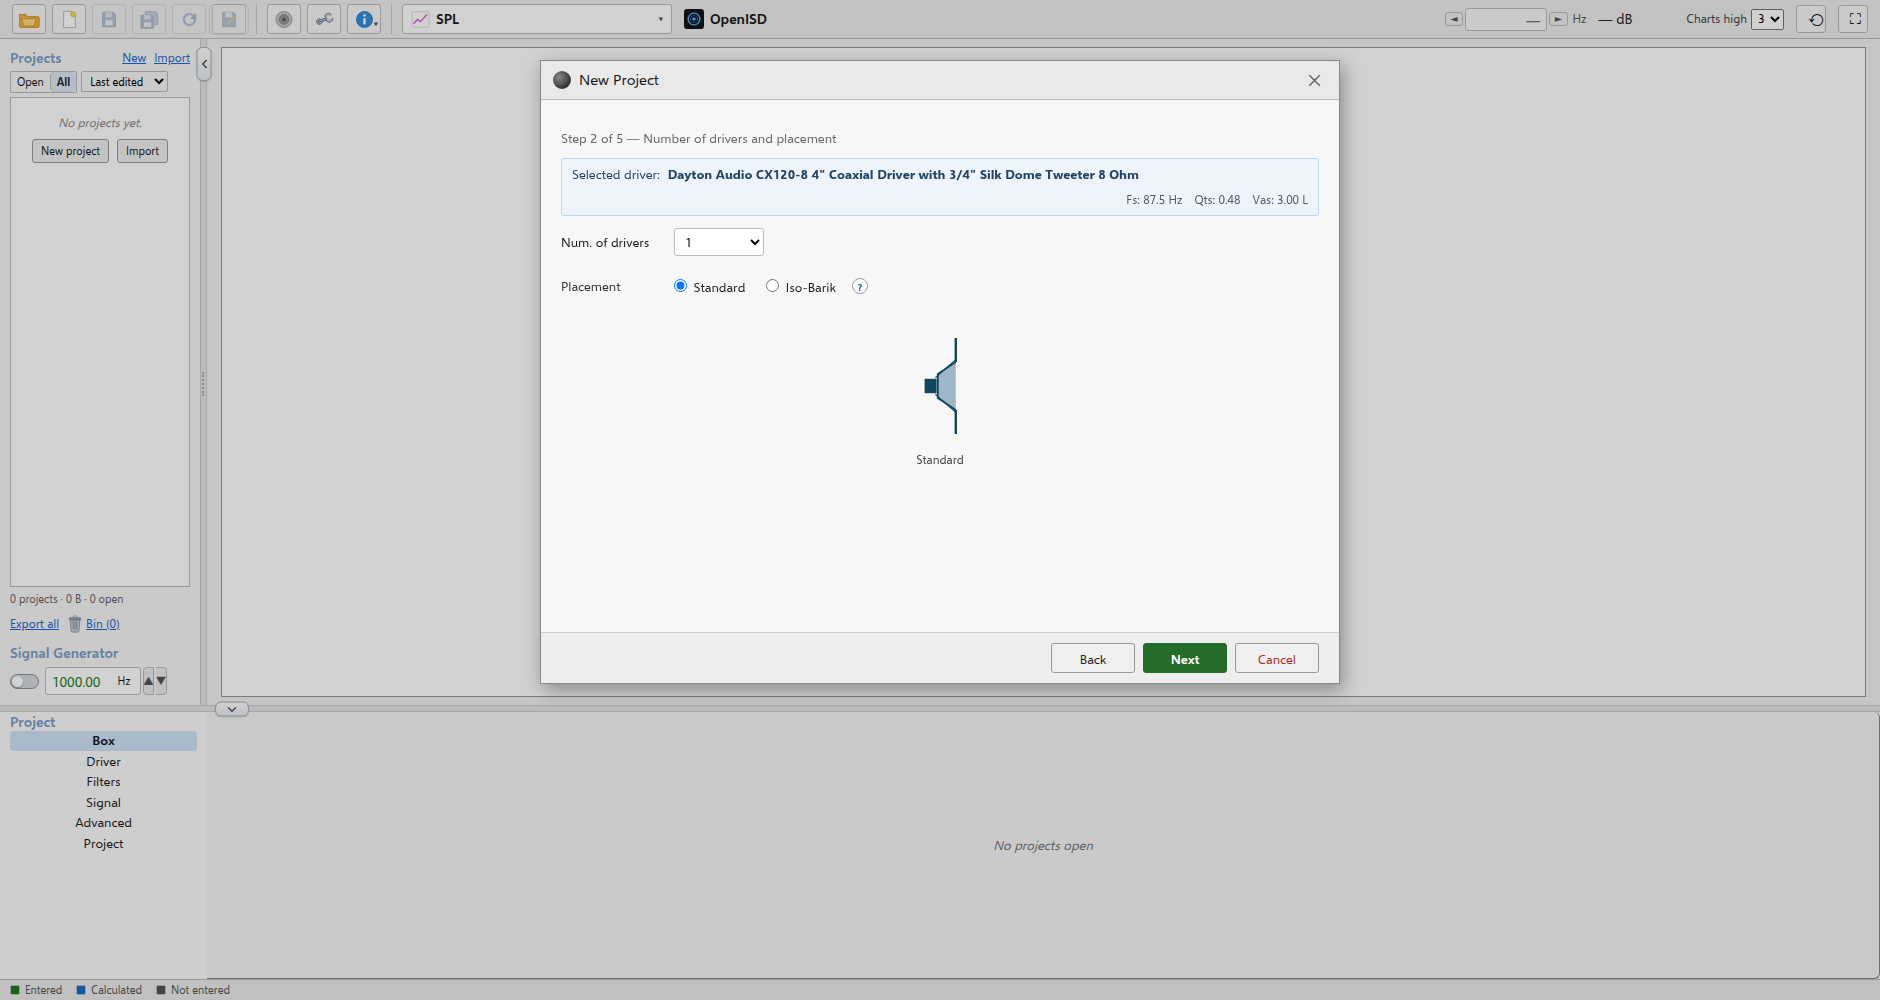 SPL
OpenISD
— Hz — dB
Charts high 3
Projects New Import
Open All Last edited
No projects yet.
New project Import
0 projects · 0 B · 0 open
Export all Bin (0)
Signal Generator
1000.00 Hz
New Project
Step 2 of 5 — Number of drivers and placement
Selected driver: Dayton Audio CX120-8 4" Coaxial Driver with 3/4" Silk Dome Tweeter 8 Ohm
Fs: 87.5 Hz Qts: 0.48 Vas: 3.00 L
Num. of drivers 1
Placement Standard Iso-Barik ?
Standard
Back Next Cancel
Project
Box
Driver
Filters
Signal
Advanced
Project
No projects open
Entered Calculated Not entered